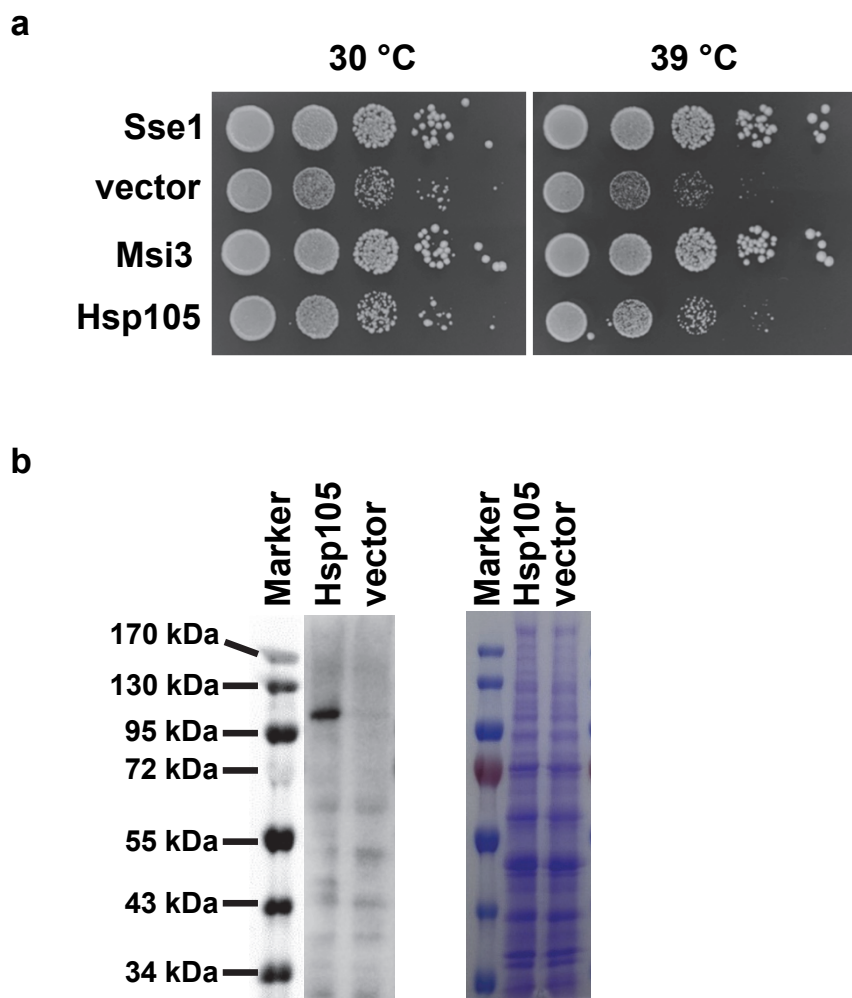 a
30 °C 39 °C
Sse1
vector
Msi3
Hsp105
b
Marker Hsp105 vector Marker Hsp105 vector
170 kDa
130 kDa
95 kDa
72 kDa
55 kDa
43 kDa
34 kDa